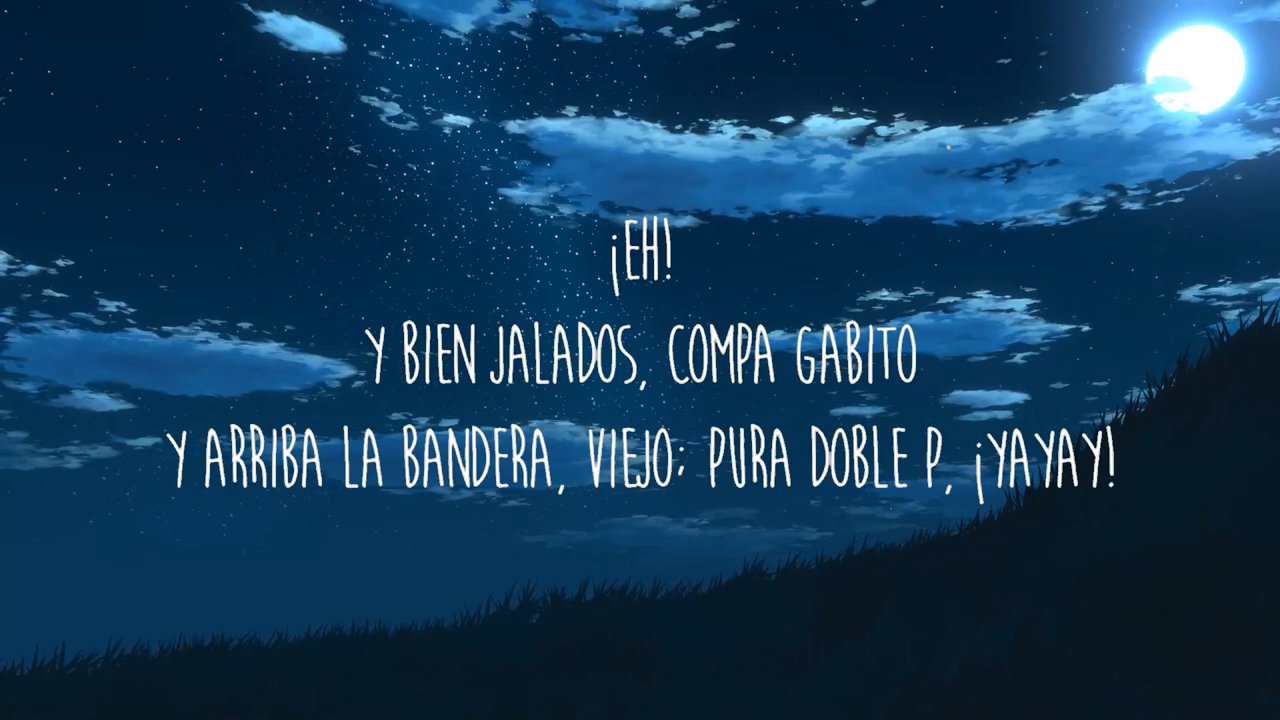 ¡EH!
Y BIEN JALADOS, COMPA GABITO
Y ARRIBA LA BANDERA, VIEJO; PURA DOBLE P, ¡YAYAY!